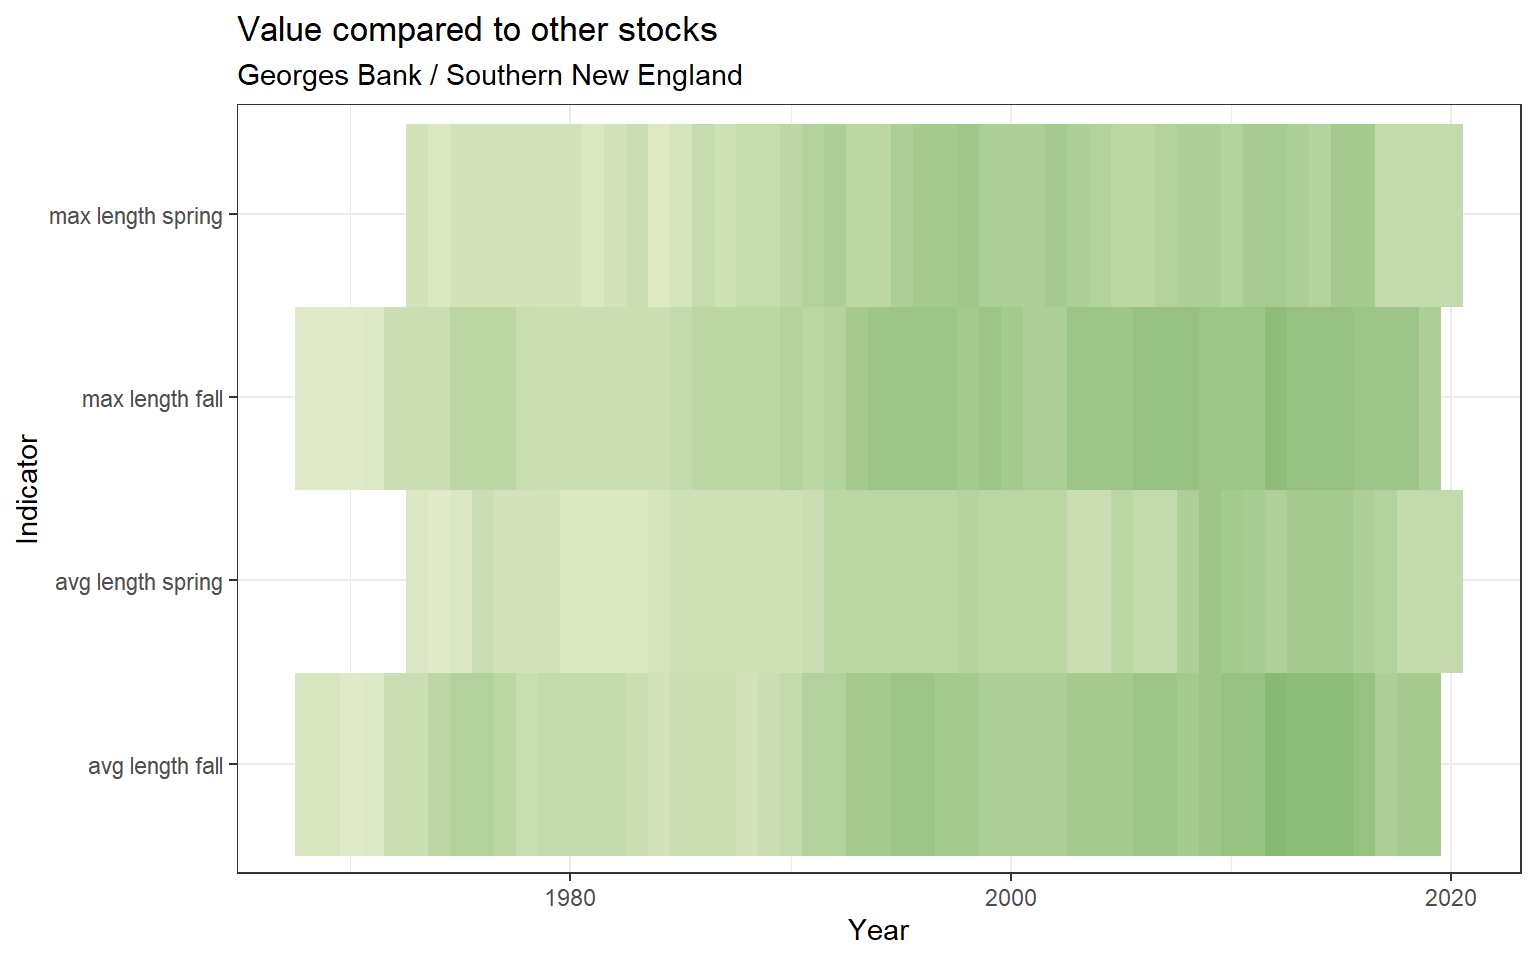 Value compared to other stocks
Georges Bank / Southern New England
max length spring
max length fall
avg length spring
avg length fall
Indicator
1980
2000
2020
Year